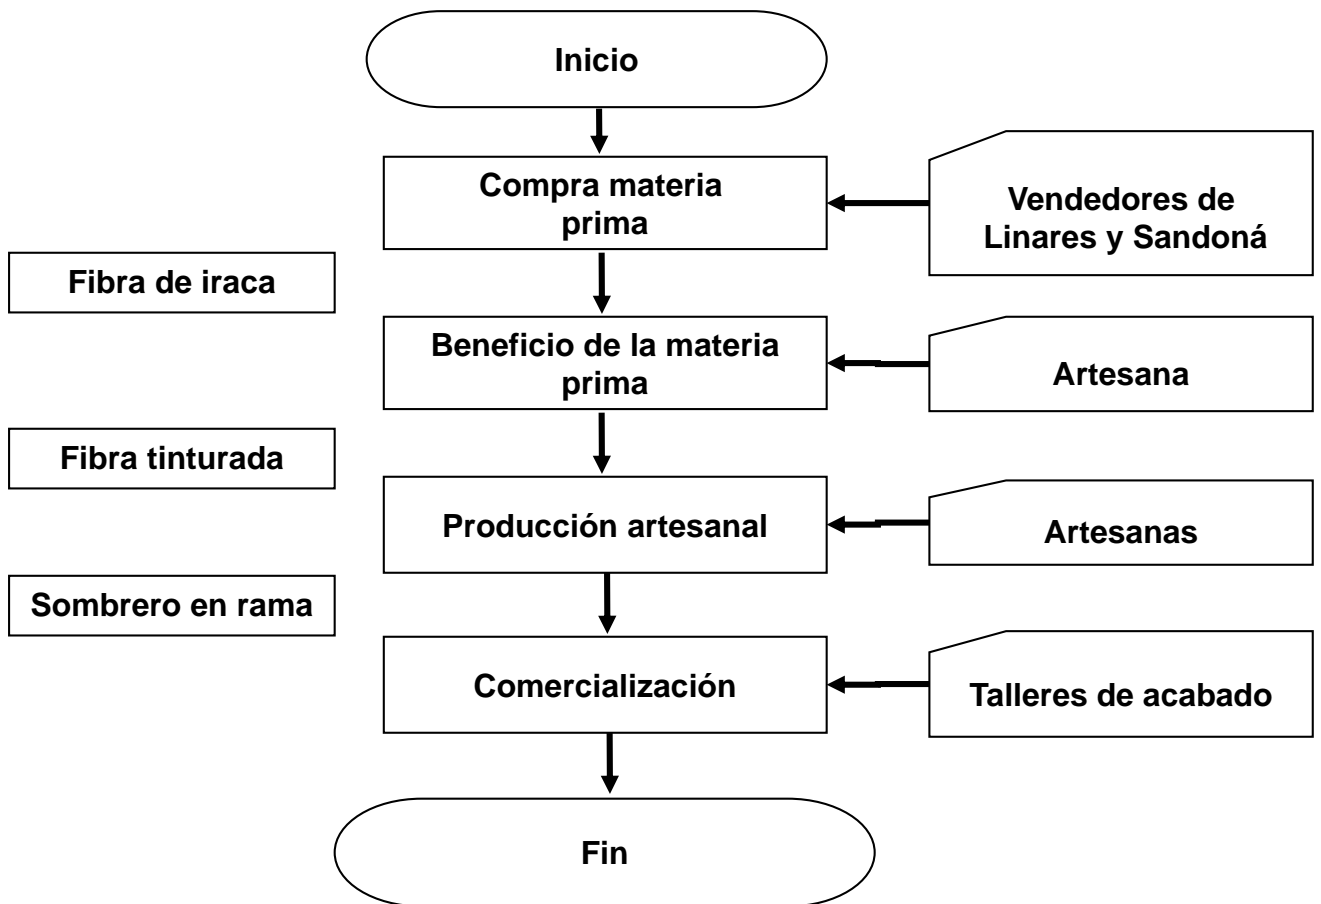 Inicio
Compra materia
prima
Vendedores de
Linares y Sandoná
Fibra de iraca
Beneficio de la materia
prima
Artesana
Fibra tinturada
Producción artesanal
Artesanas
Sombrero en rama
Comercialización
Talleres de acabado
Fin